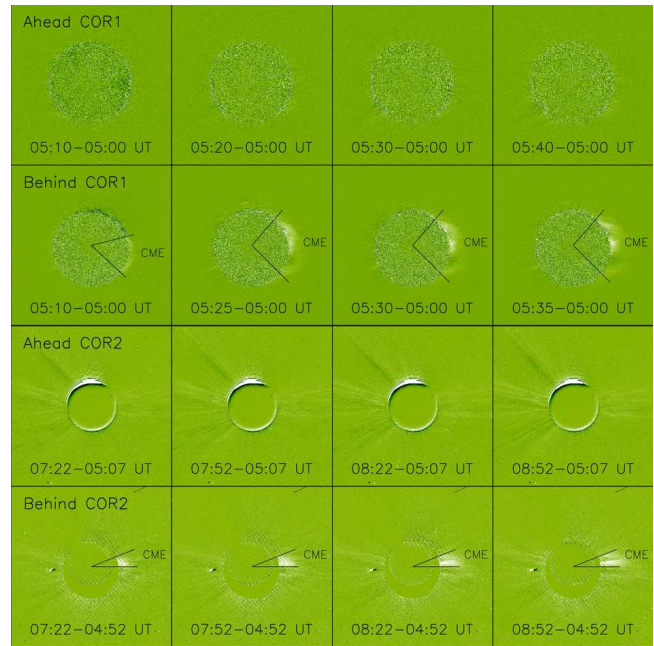 Ahead COR1
05:10–05:00 UT
05:20–05:00 UT
05:30–05:00 UT
05:40–05:00 UT
Behind COR1
CME
CME
CME
CME
05:10–05:00 UT
05:25–05:00 UT
05:30–05:00 UT
05:35–05:00 UT
Ahead COR2
07:22–05:07 UT
07:52–05:07 UT
08:22–05:07 UT
08:52–05:07 UT
Behind COR2
CME
CME
CME
CME
07:22–04:52 UT
07:52–04:52 UT
08:22–04:52 UT
08:52–04:52 UT